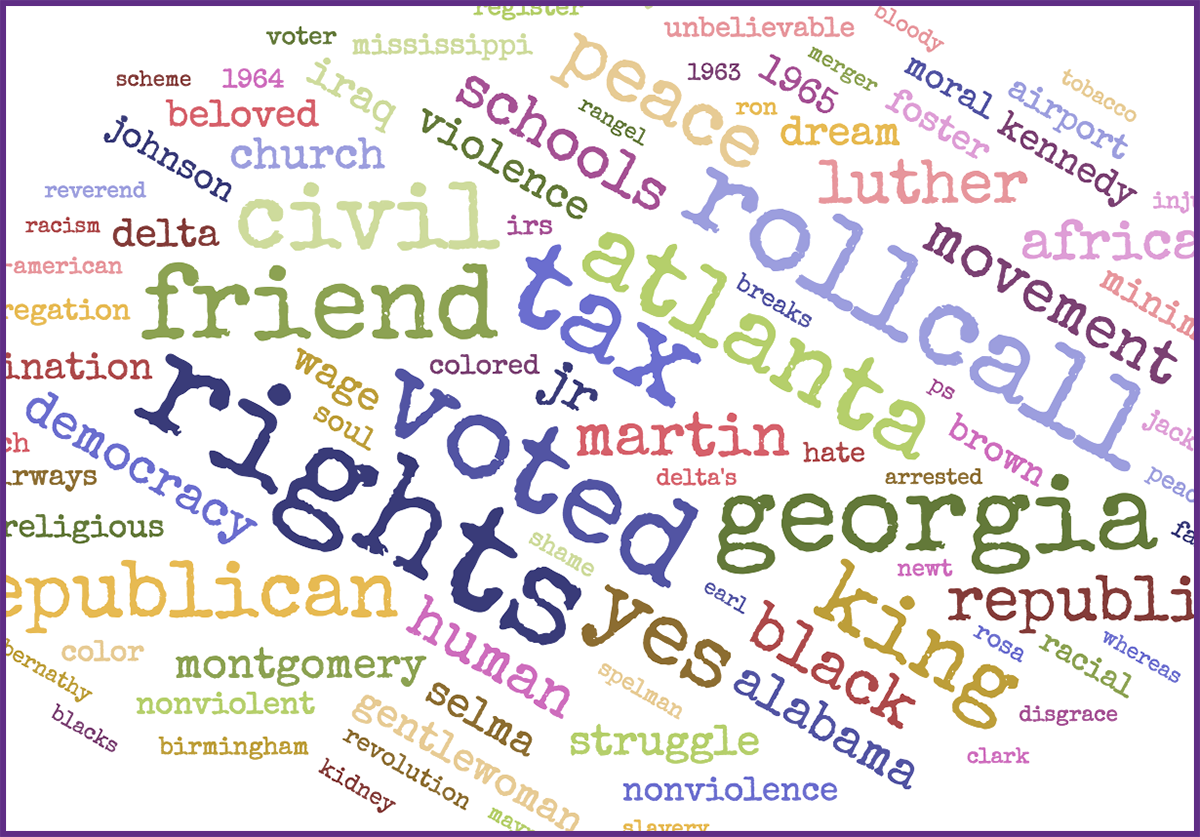 register
bloody
unbelievable
voter
mississippi
peace
scheme
1964
iraq
schools
1963
1965
merger
moral
airport
tobacco
beloved
violence
rangel
ron
dream
foster
kennedy
johnson
church
luther
reverend
civil
rollcall
inju
racism
delta
irs
atlanta
movement
africa
-american
friend
tax
breaks
minim
regation
ination
wage
colored
jr
rights
voted
soul
ps
democracy
martin
hate
brown
jack
ch
rways
delta's
arrested
peac
religious
georgia
fa
shame
newt
epublican
yes
earl
king
republi
human
black
rosa
racial
whereas
bernathy
color
montgomery
spelman
alabama
nonviolent
selma
gentlewoman
disgrace
blacks
birmingham
revolution
struggle
clark
kidney
nonviolence
slavery